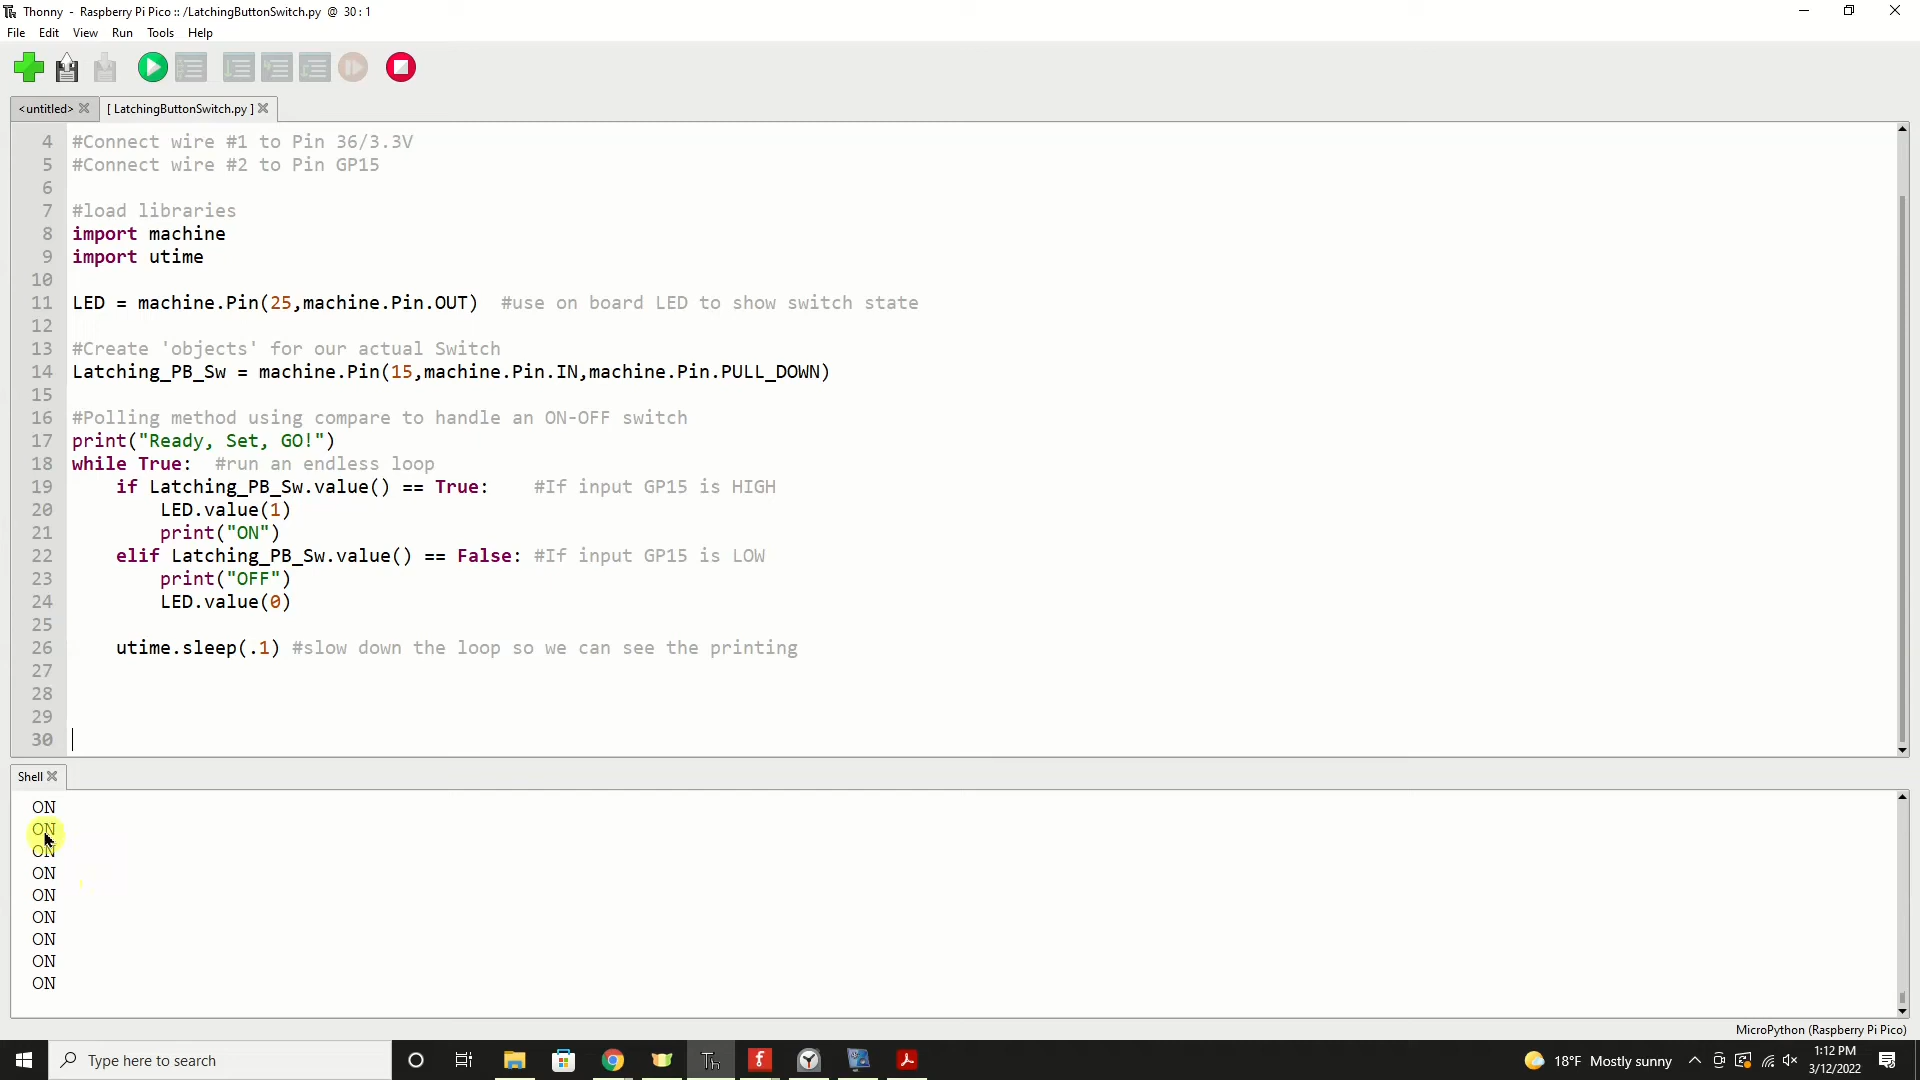 Thonny - Raspberry Pi Pico :: /LatchingButtonSwitch.py @ 30 : 1
File Edit View Run Tools Help
<untitled> [ LatchingButtonSwitch.py ]
4 #Connect wire #1 to Pin 36/3.3V
5 #Connect wire #2 to Pin GP15
6
7 #load libraries
8 import machine
9 import utime
10
11 LED = machine.Pin(25,machine.Pin.OUT)  #use on board LED to show switch state
12
13 #Create 'objects' for our actual Switch
14 Latching_PB_Sw = machine.Pin(15,machine.Pin.IN,machine.Pin.PULL_DOWN)
15
16 #Polling method using compare to handle an ON-OFF switch
17 print("Ready, Set, GO!")
18 while True:  #run an endless loop
19     if Latching_PB_Sw.value() == True:    #If input GP15 is HIGH
20         LED.value(1)
21         print("ON")
22     elif Latching_PB_Sw.value() == False: #If input GP15 is LOW
23         print("OFF")
24         LED.value(0)
25
26     utime.sleep(.1) #slow down the loop so we can see the printing
27
28
29
30
Shell
ON
ON
ON
ON
ON
ON
ON
ON
ON
MicroPython (Raspberry Pi Pico)
Type here to search
Th
18°F Mostly sunny
1:12 PM
3/12/2022